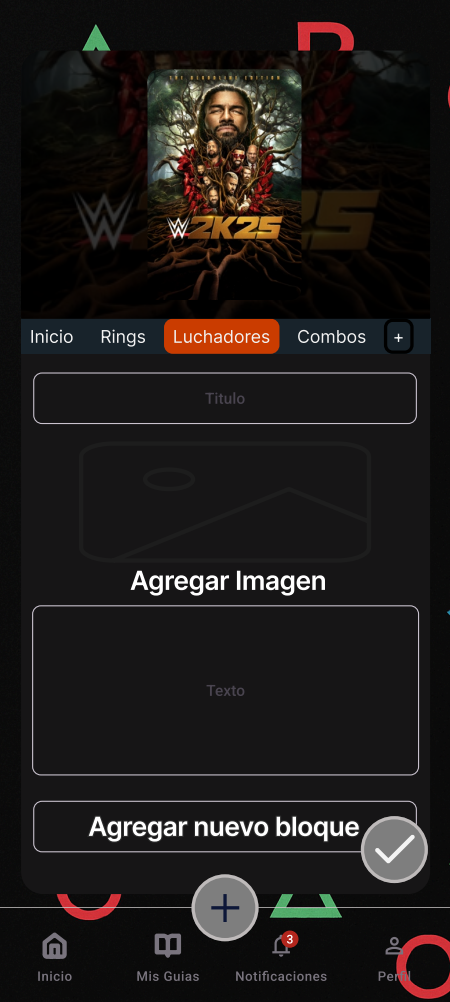 THE BLOODLINE EDITION
W 2K25
Inicio Rings Luchadores Combos +
Titulo
Agregar Imagen
Texto
Agregar nuevo bloque
3
Inicio Mis Guias Notificaciones Perfil